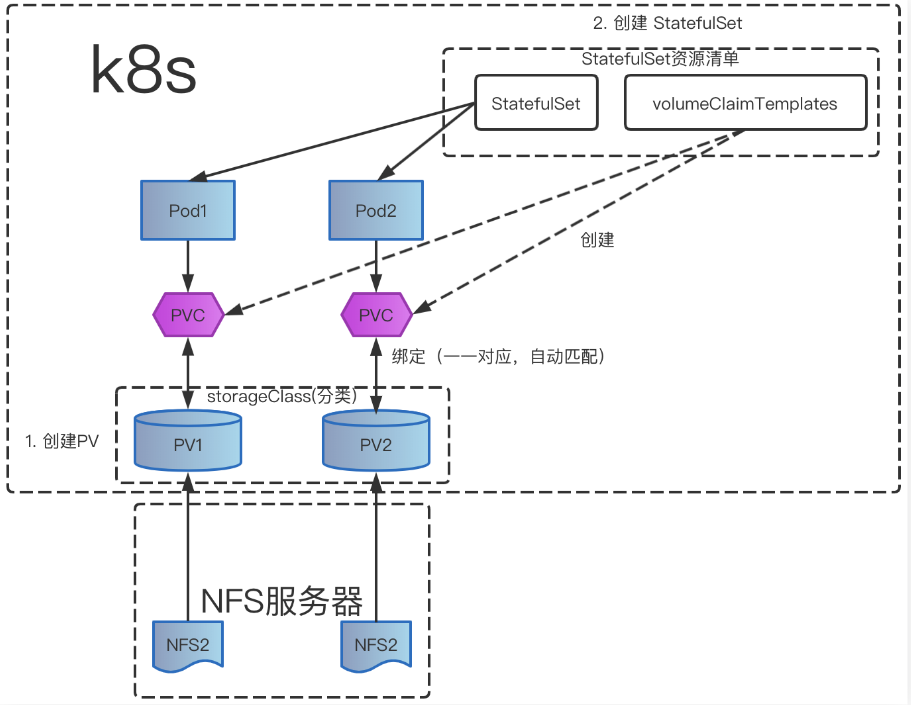 2. 创建 StatefulSet
k8s
StatefulSet资源清单
StatefulSet
volumeClaimTemplates
Pod1
Pod2
创建
PVC
PVC
绑定（一一对应，自动匹配）
storageClass(分类)
1. 创建PV
PV1
PV2
NFS服务器
NFS2
NFS2